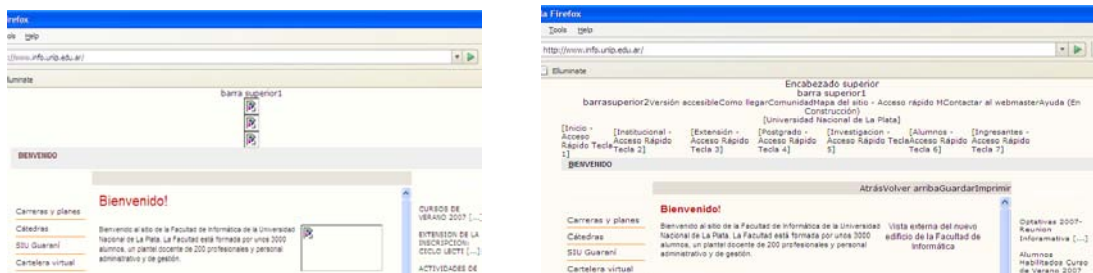 Firefox
Tools Help
//www.info.unlp.edu.ar/
Elluminate
barra superior1
BIENVENIDO
Bienvenido!
Carreras y planes
Cátedras
SIU Guaraní
Cartelera virtual
Bienvenido al sitio de la Facultad de Informática de la Universidad
Nacional de La Plata. La Facultad está formada por unos 3000
alumnos, un plantel docente de 200 profesionales y personal
administrativo y de gestión.
CURSOS DE
VERANO 2007 [...]
EXTENSIÓN DE LA
INSCRIPCIÓN:
CICLO LECTI [...]
ACTIVIDADES DE
la Firefox
Tools Help
http://www.info.unlp.edu.ar/
Elluminate
Encabezado superior
barra superior1
barrasuperior2Versión accesibleComo llegarComunidadMapa del sitio - Acceso rápido MContactar al webmasterAyuda (En
Construcción)
[Universidad Nacional de La Plata]
[Inicio - Acceso Rápido Tecla 1] [Institucional - Acceso Rápido Tecla 2] [Extensión - Acceso Rápido Tecla 3] [Postgrado - Acceso Rápido Tecla 4] [Investigacion - Acceso Rápido Tecla 5] [Alumnos - Acceso Rápido Tecla 6] [Ingresantes - Acceso Rápido Tecla 7]
BIENVENIDO
AtrásVolver arribaGuardarImprimir
Bienvenido!
Carreras y planes
Cátedras
SIU Guaraní
Cartelera virtual
Bienvenido al sitio de la Facultad de Informática de la Universidad
Nacional de La Plata. La Facultad está formada por unos 3000
alumnos, un plantel docente de 200 profesionales y personal
administrativo y de gestión.
Vista externa del nuevo
edificio de la Facultad de
Informática
Optativas 2007-
Reunion
Informativa [...]
Alumnos
Habilitados Curso
de Verano 2007